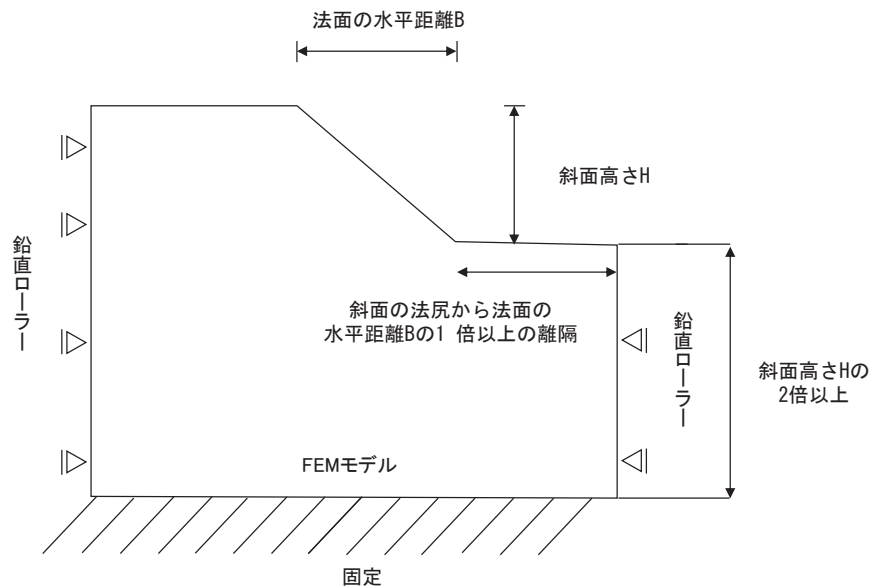 法面の水平距離B
斜面高さH
鉛直ローラー
斜面の法尻から法面の
水平距離Bの1 倍以上の離隔
鉛直ローラー
斜面高さHの
2倍以上
FEMモデル
固定